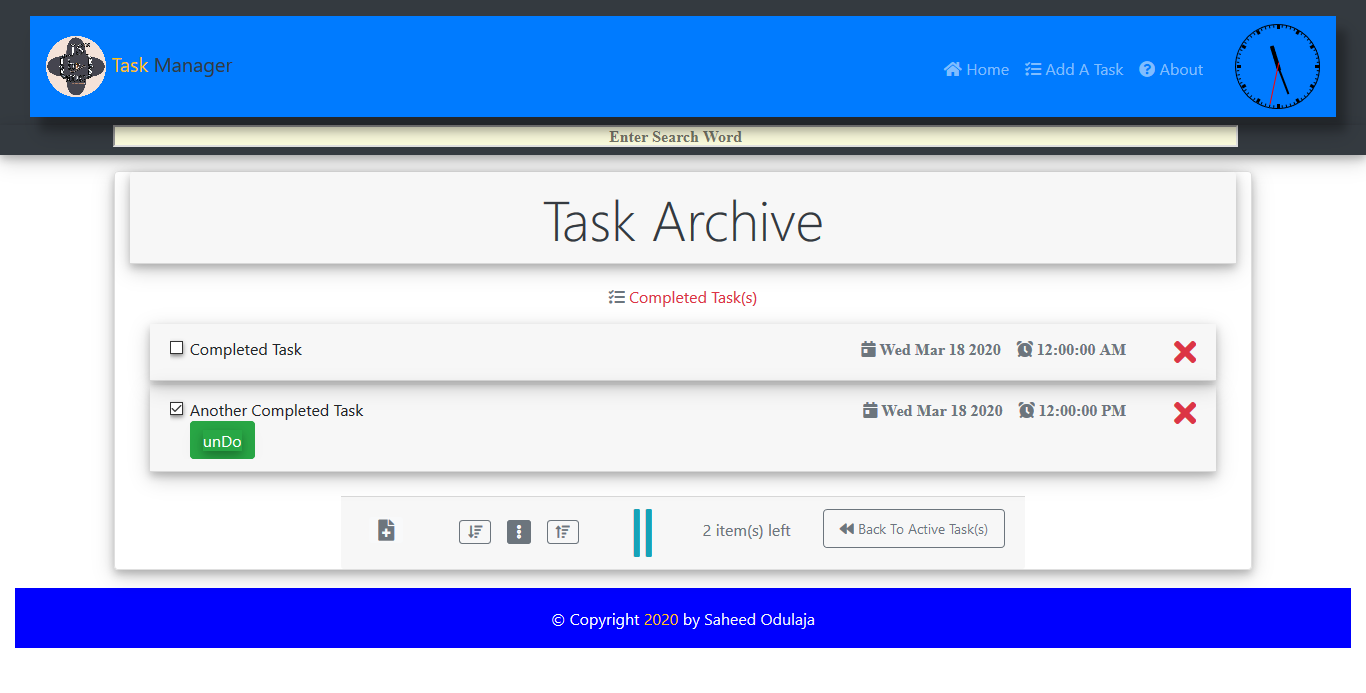 Task Manager
Home
Add A Task
About
Enter Search Word
Task Archive
Completed Task(s)
Completed Task
Wed Mar 18 2020
12:00:00 AM
Another Completed Task
Wed Mar 18 2020
12:00:00 PM
unDo
2 item(s) left
Back To Active Task(s)
© Copyright 2020 by Saheed Odulaja